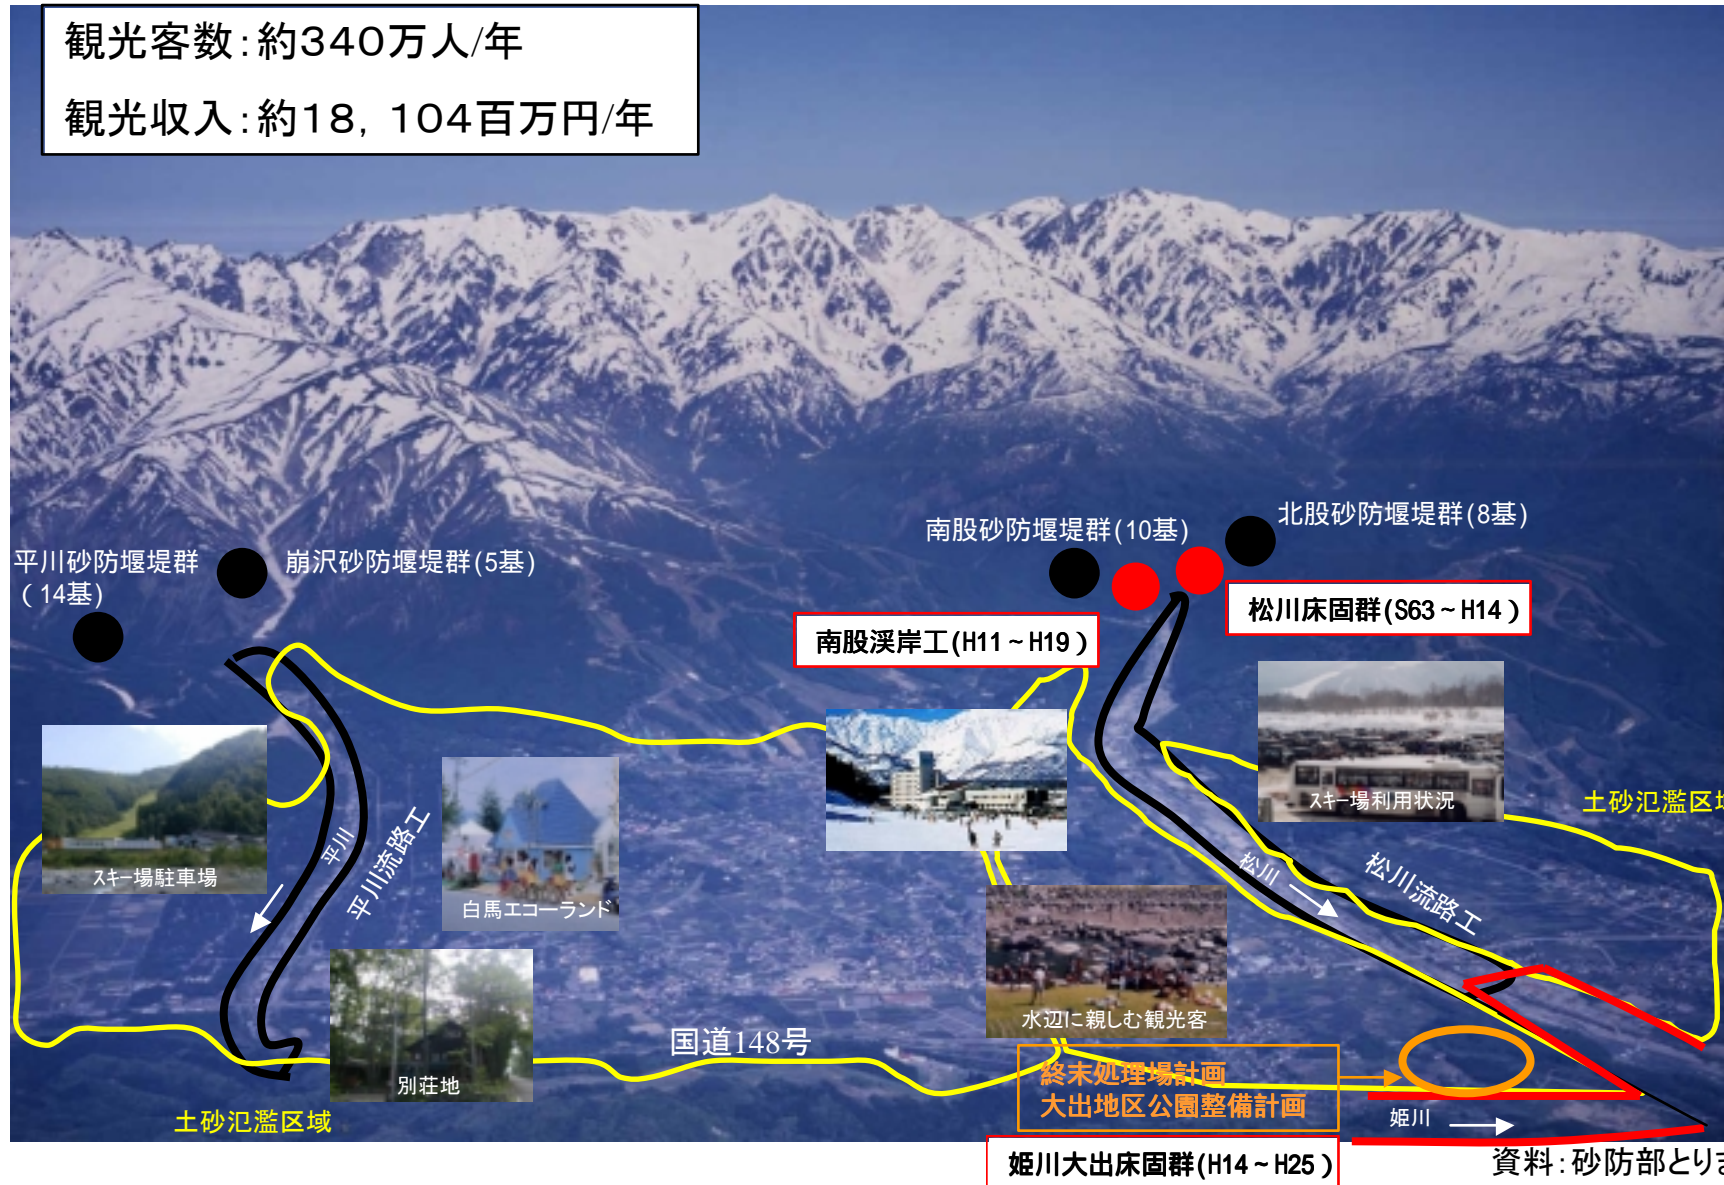 観光客数：約３４０万人/年
観光収入：約１８，１０４百万円/年
北股砂防堰堤群(8基)
南股砂防堰堤群(10基)
平川砂防堰堤群
（14基)
崩沢砂防堰堤群(5基)
松川床固群(S63～H14）
南股渓岸工(H11～H19）
スキー場利用状況
土砂氾濫区域
スキー場駐車場
平川
平川流路工
白馬エコーランド
松川
松川流路工
水辺に親しむ観光客
国道148号
別荘地
終末処理場計画
大出地区公園整備計画
土砂氾濫区域
姫川
姫川大出床固群(H14～H25）
資料：砂防部とりま